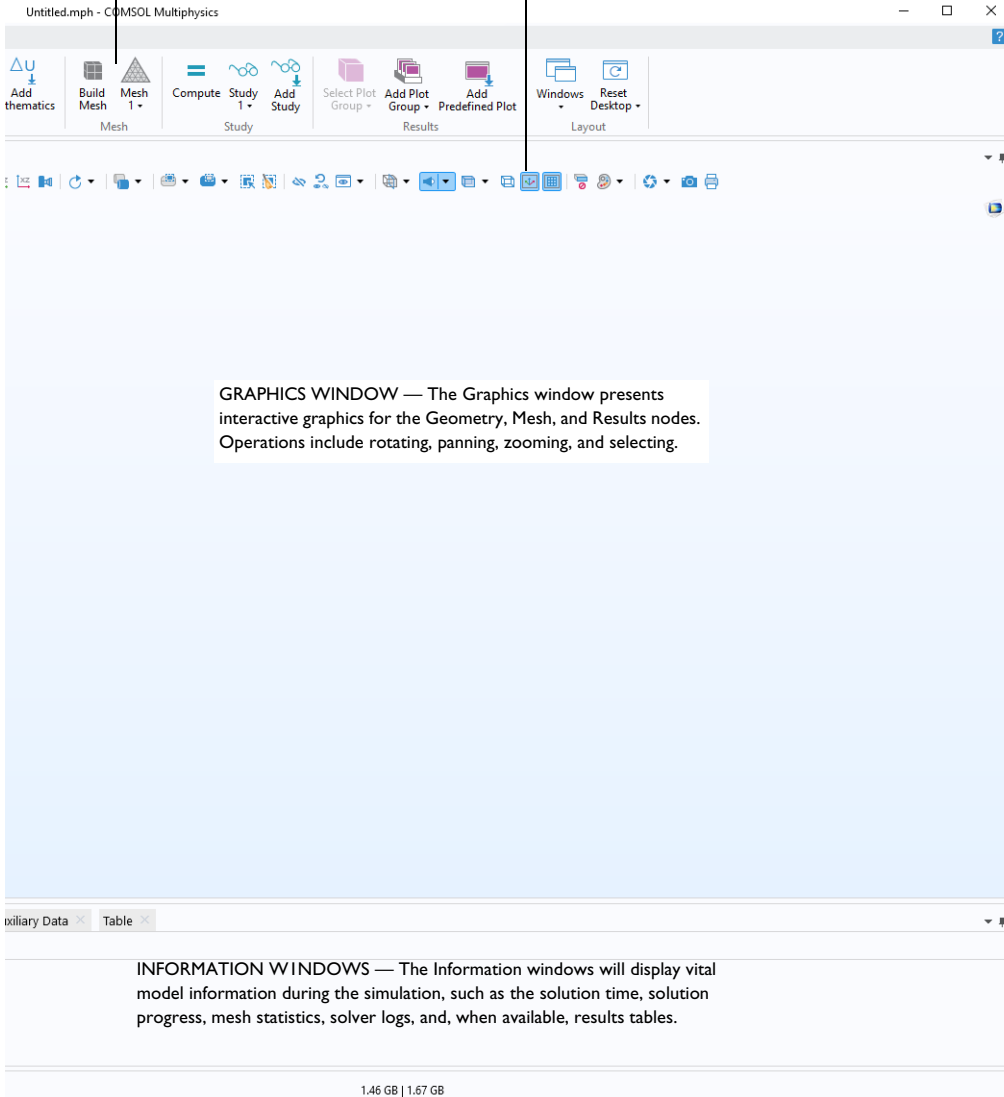 Untitled.mph - COMSOL Multiphysics
?
ΔU
Add
thematics
Build
Mesh
Mesh
1
Mesh
Compute
Study
1
Add
Study
Study
Select Plot
Group
Add Plot
Group
Add
Predefined Plot
Results
Windows
Reset
Desktop
Layout
GRAPHICS WINDOW — The Graphics window presents
interactive graphics for the Geometry, Mesh, and Results nodes.
Operations include rotating, panning, zooming, and selecting.
uxiliary Data
Table
INFORMATION WINDOWS — The Information windows will display vital
model information during the simulation, such as the solution time, solution
progress, mesh statistics, solver logs, and, when available, results tables.
1.46 GB | 1.67 GB